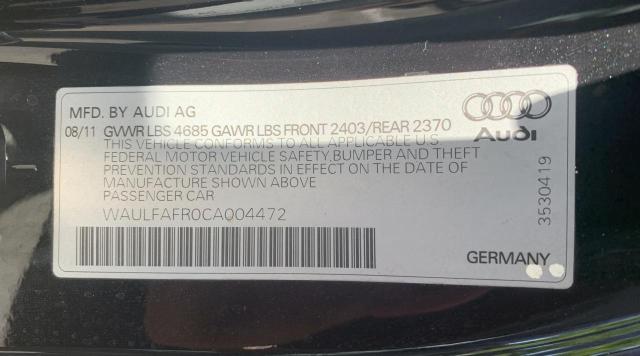 MFD. BY AUDI AG
08/11 GVWR LBS 4685 GAWR LBS FRONT 2403/REAR 2370
THIS VEHICLE CONFORMS TO ALL APPLICABLE U.S.
FEDERAL MOTOR VEHICLE SAFETY, BUMPER AND THEFT
PREVENTION STANDARDS IN EFFECT ON THE DATE OF
MANUFACTURE SHOWN ABOVE
PASSENGER CAR
WAULFAFR0CA004472
Audi
3530419
GERMANY